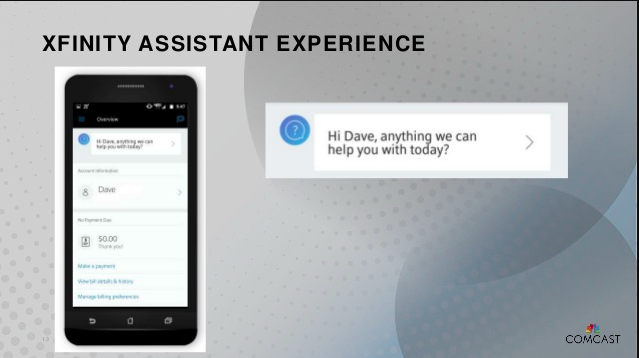 XFINITY ASSISTANT EXPERIENCE
Overview
?
Hi Dave, anything we can
help you with today?
Account Information
Dave
No Payment Due
$0.00
Thank you!
Make a payment
View bill details & history
Manage billing preferences
?
Hi Dave, anything we can
help you with today?
COMCAST